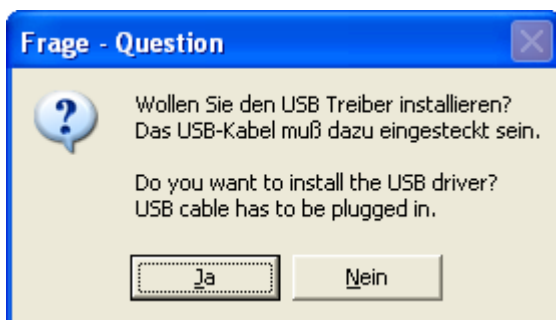 Frage - Question
Wollen Sie den USB Treiber installieren?
Das USB-Kabel muß dazu eingesteckt sein.
Do you want to install the USB driver?
USB cable has to be plugged in.
Ja
Nein